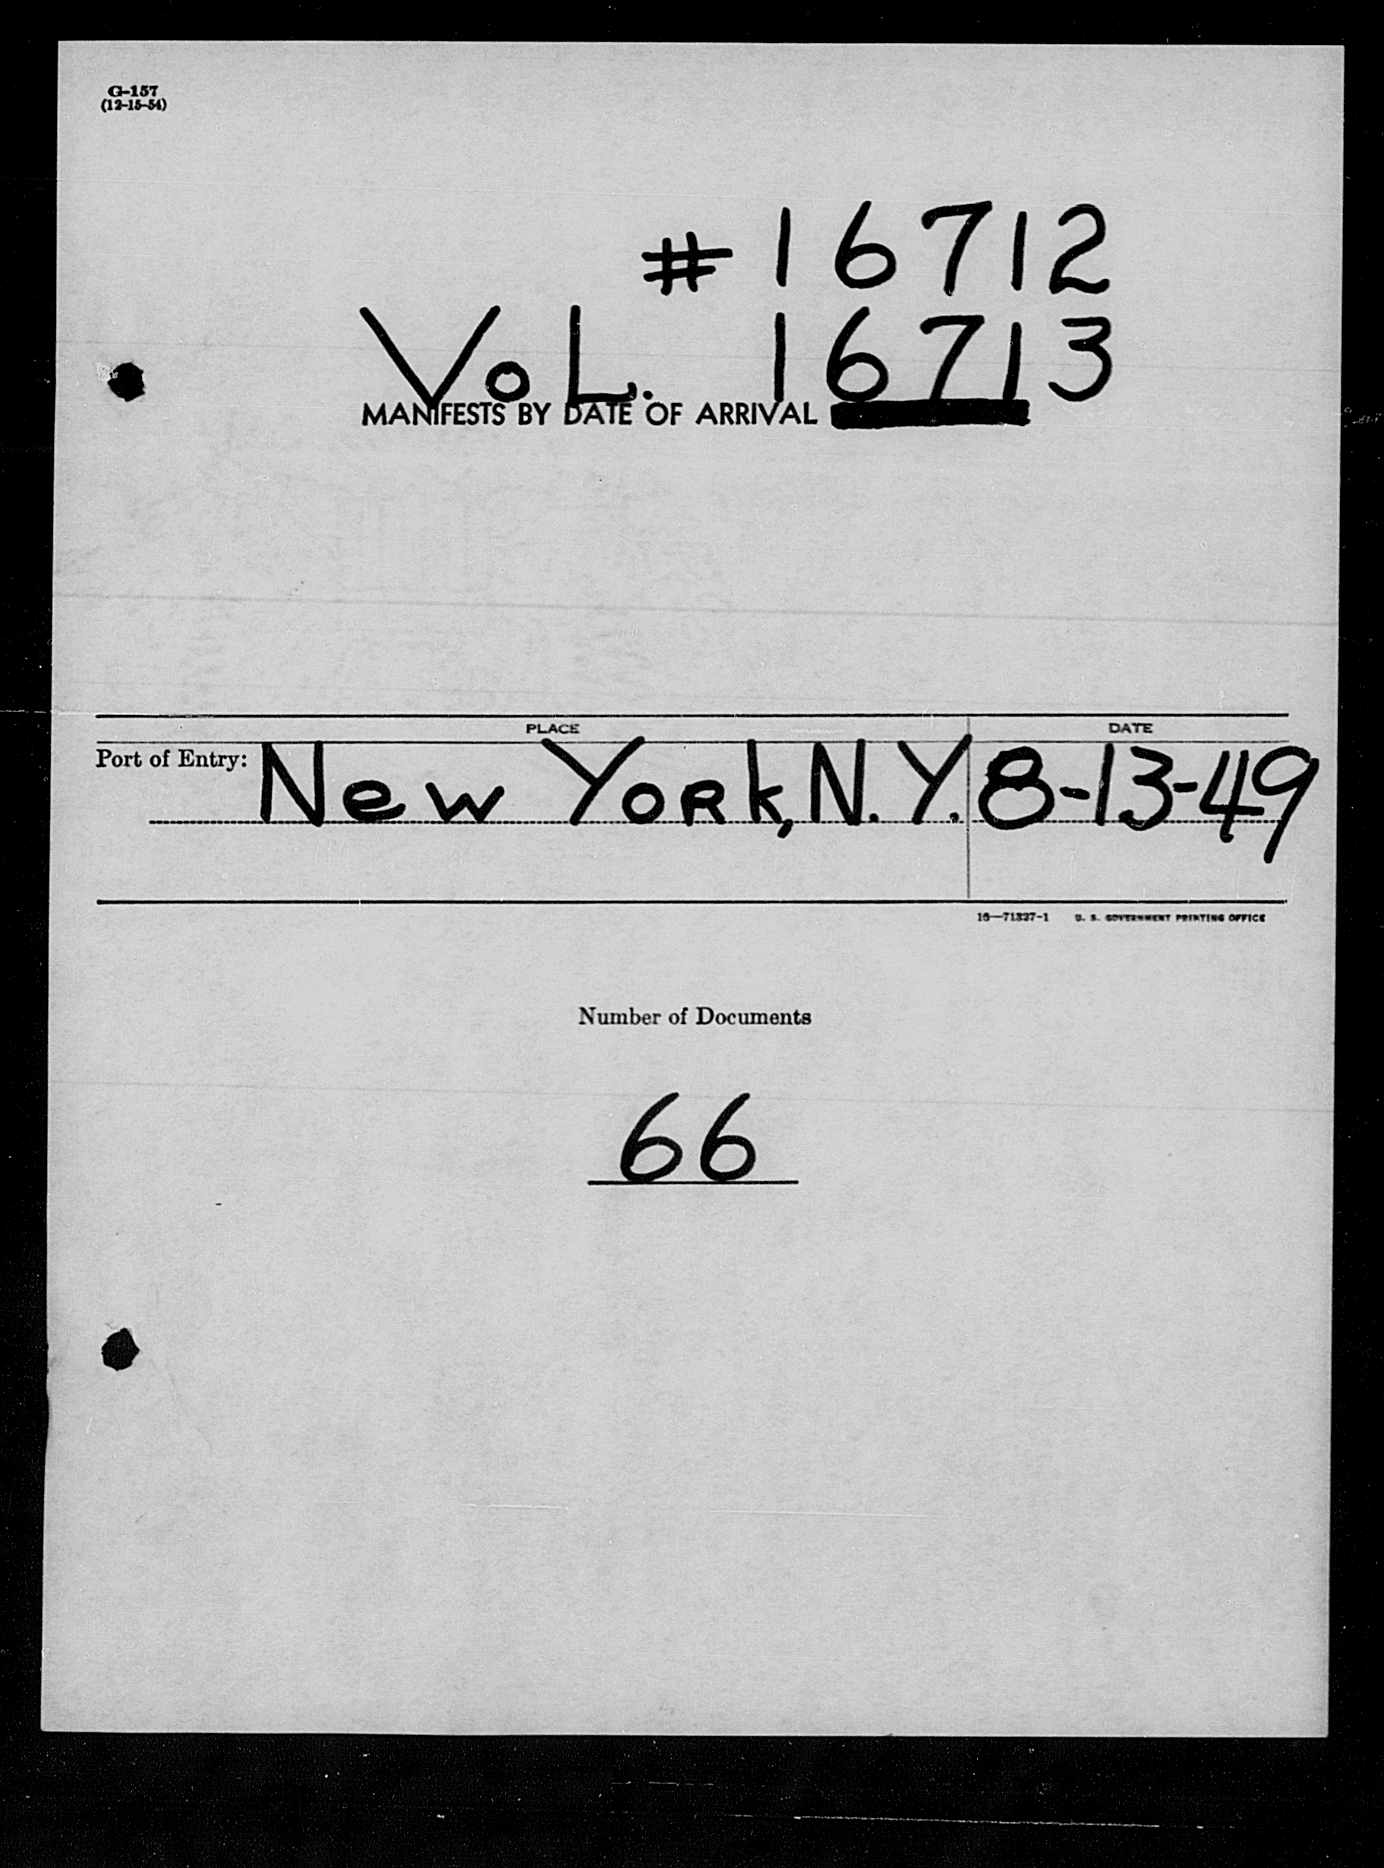 G-157
(12-15-54)
# 16712
VoL. 16713
MANIFESTS BY DATE OF ARRIVAL
PLACE DATE
Port of Entry: New York, N.Y. 8-13-49
16—71327-1 U. S. GOVERNMENT PRINTING OFFICE
Number of Documents
66